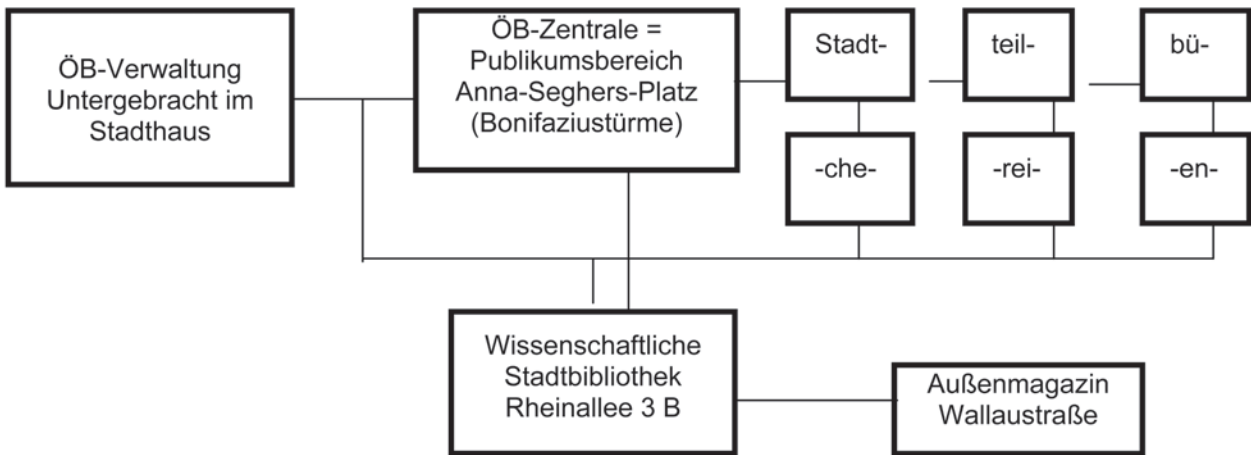 ÖB-Verwaltung
Untergebracht im
Stadthaus
ÖB-Zentrale =
Publikumsbereich
Anna-Seghers-Platz
(Bonifaziustürme)
Stadt-
teil-
bü-
-che-
-rei-
-en-
Wissenschaftliche
Stadtbibliothek
Rheinallee 3 B
Außenmagazin
Wallaustraße